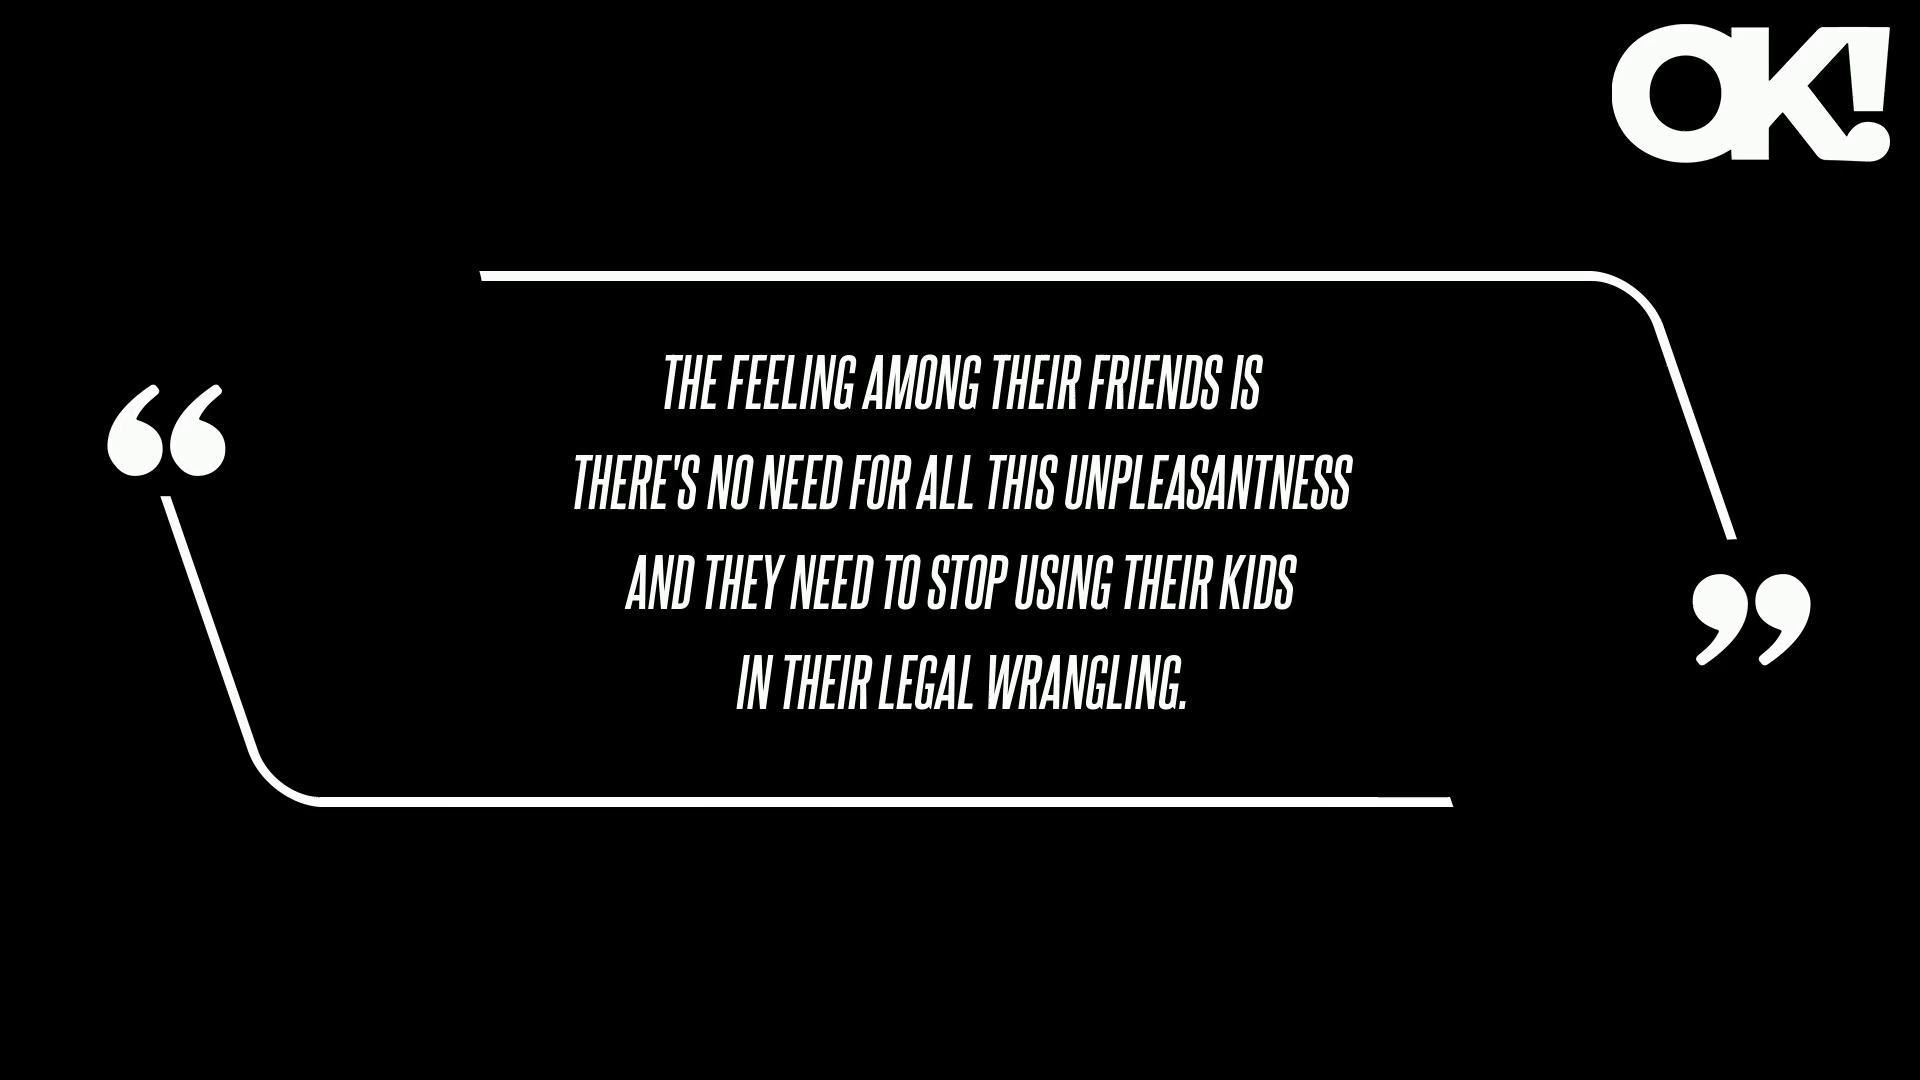 OK!
THE FEELING AMONG THEIR FRIENDS IS
THERE'S NO NEED FOR ALL THIS UNPLEASANTNESS
AND THEY NEED TO STOP USING THEIR KIDS
IN THEIR LEGAL WRANGLING.